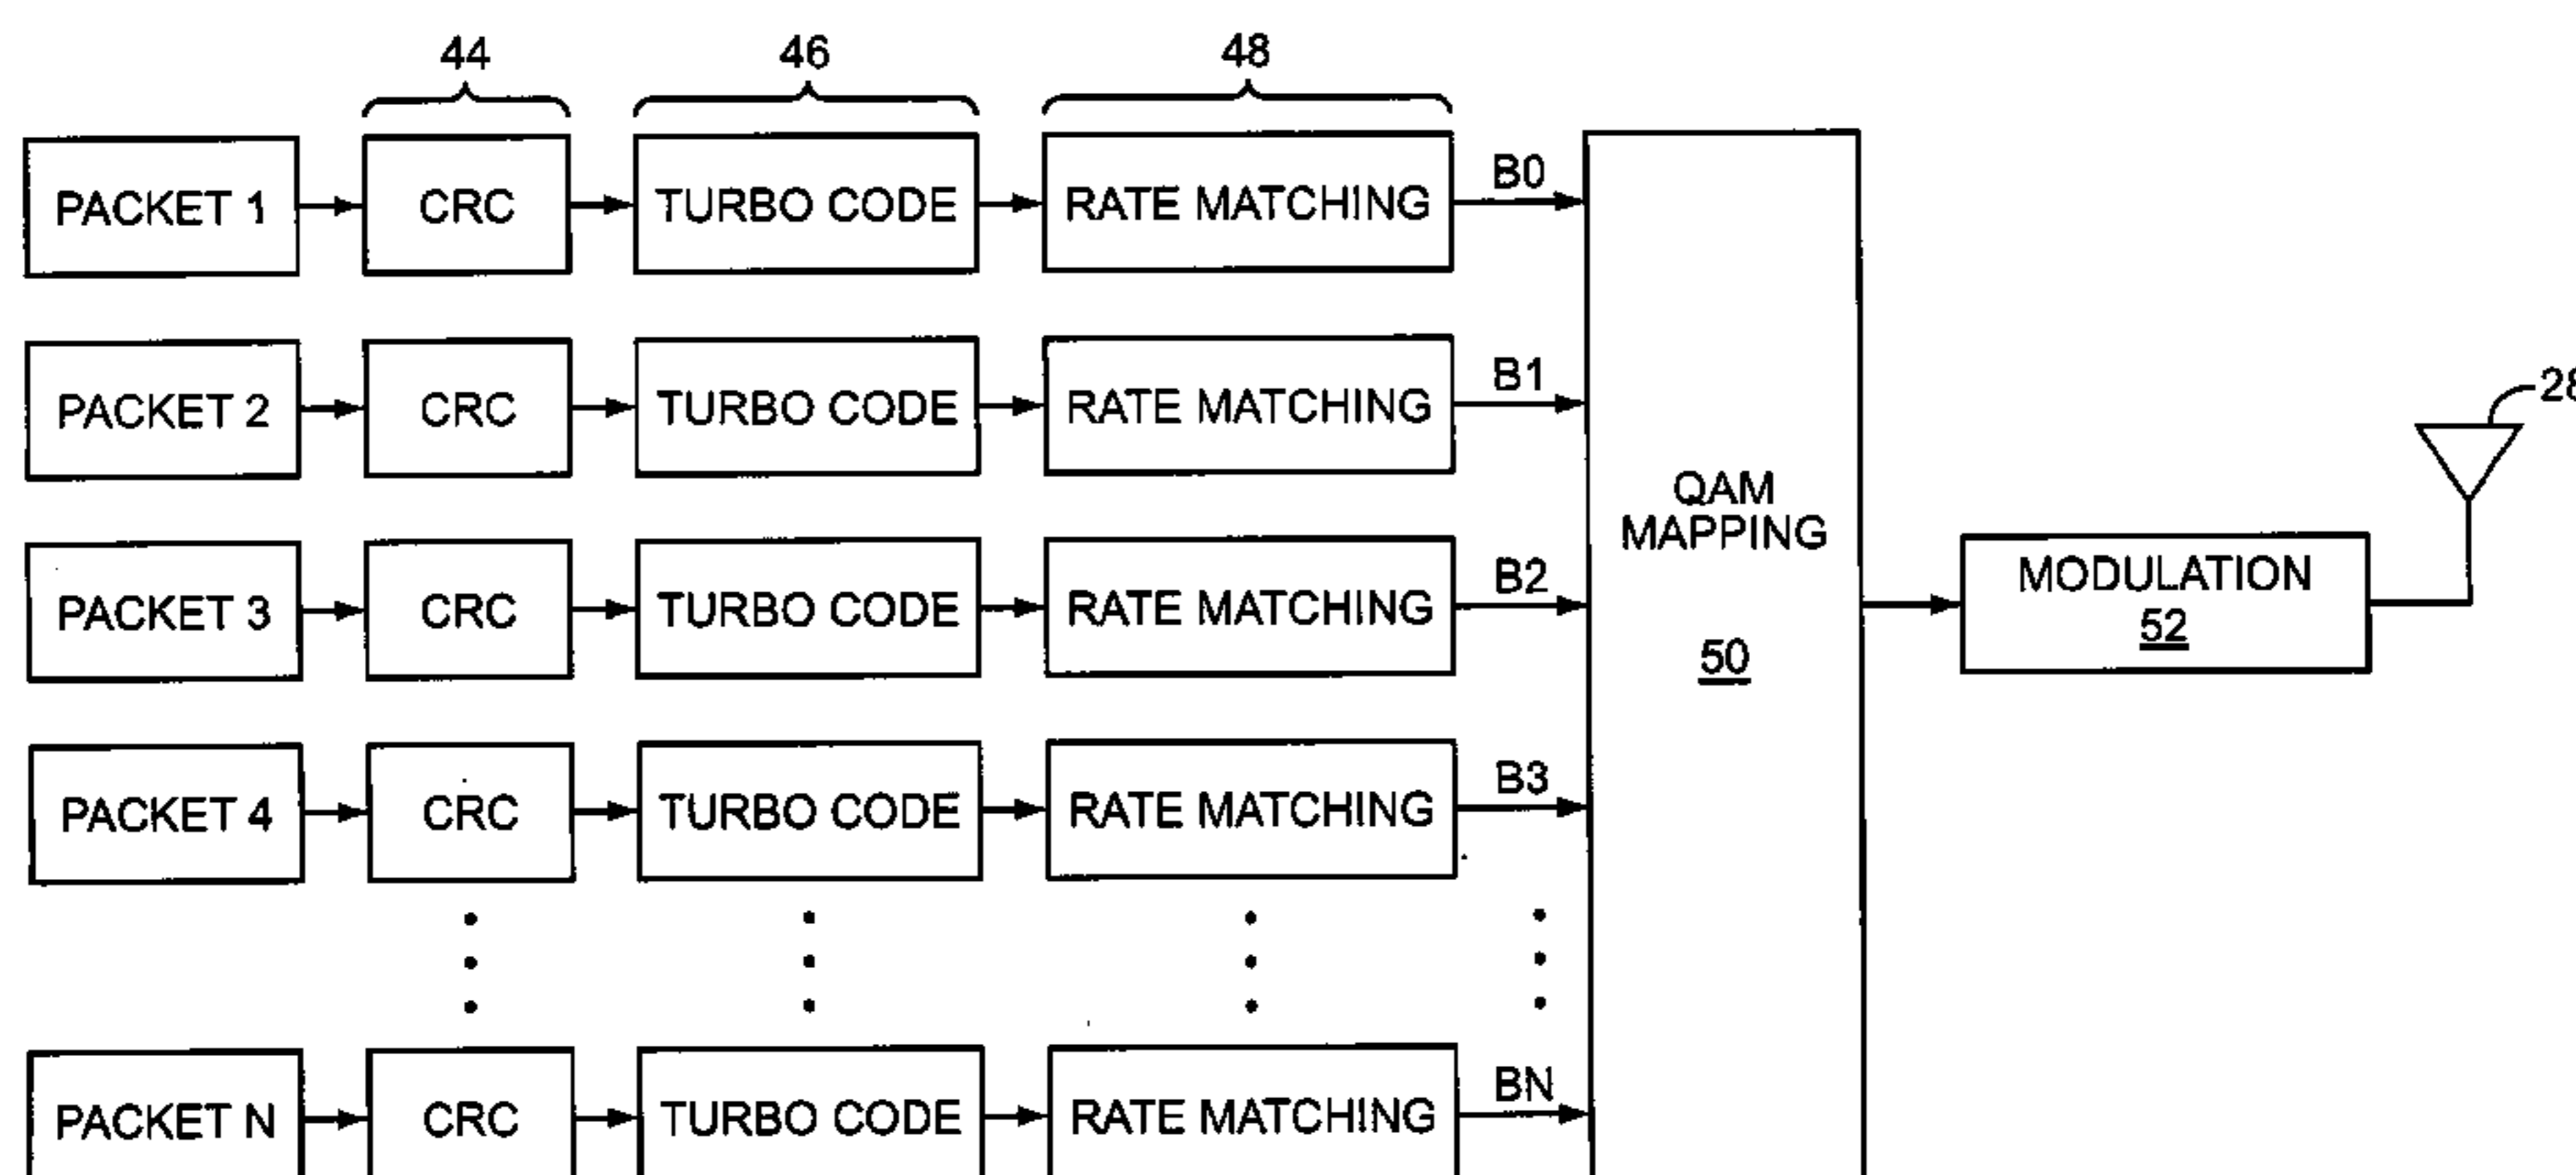 44
46
48
PACKET 1
CRC
TURBO CODE
RATE MATCHING
B0
PACKET 2
CRC
TURBO CODE
RATE MATCHING
B1
28
QAM
MAPPING
50
PACKET 3
CRC
TURBO CODE
RATE MATCHING
B2
MODULATION
52
PACKET 4
CRC
TURBO CODE
RATE MATCHING
B3
PACKET N
CRC
TURBO CODE
RATE MATCHING
BN